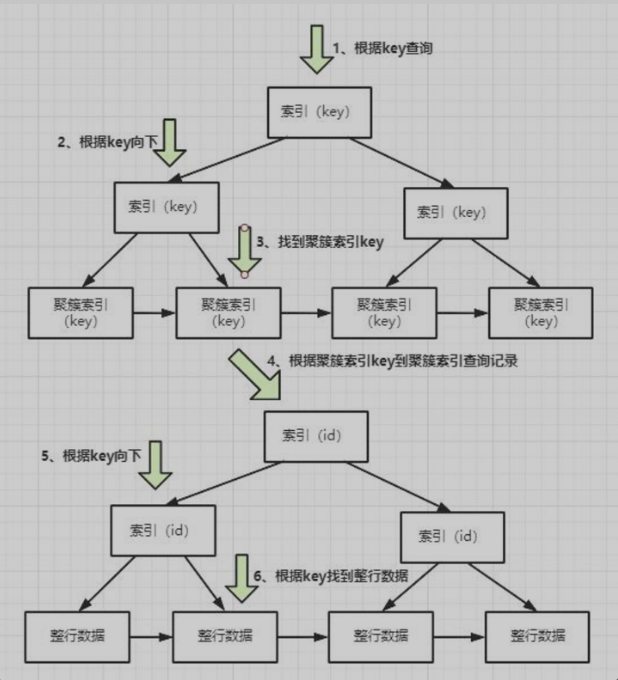 1、根据key查询
索引（key）
2、根据key向下
索引（key）
索引（key）
3、找到聚簇索引key
聚簇索引
（key）
聚簇索引
（key）
聚簇索引
（key）
聚簇索引
（key）
4、根据聚簇索引key到聚簇索引查询记录
索引（id）
5、根据key向下
索引（id）
索引（id）
6、根据key找到整行数据
整行数据
整行数据
整行数据
整行数据